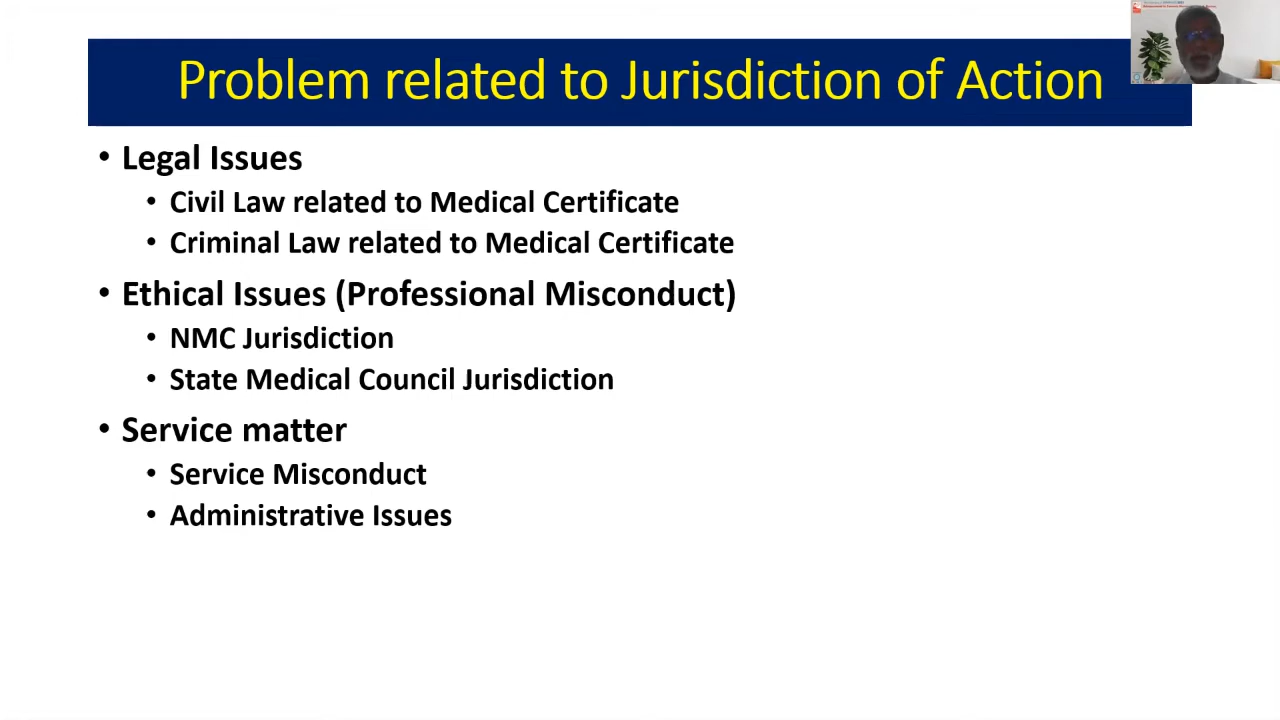 Problem related to Jurisdiction of Action
• Legal Issues
• Civil Law related to Medical Certificate
• Criminal Law related to Medical Certificate
• Ethical Issues (Professional Misconduct)
• NMC Jurisdiction
• State Medical Council Jurisdiction
• Service matter
• Service Misconduct
• Administrative Issues